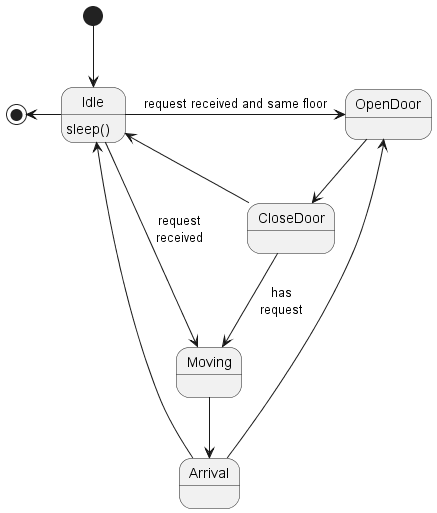 Idle
sleep()
request received and same floor
OpenDoor
CloseDoor
request
received
has
request
Moving
Arrival